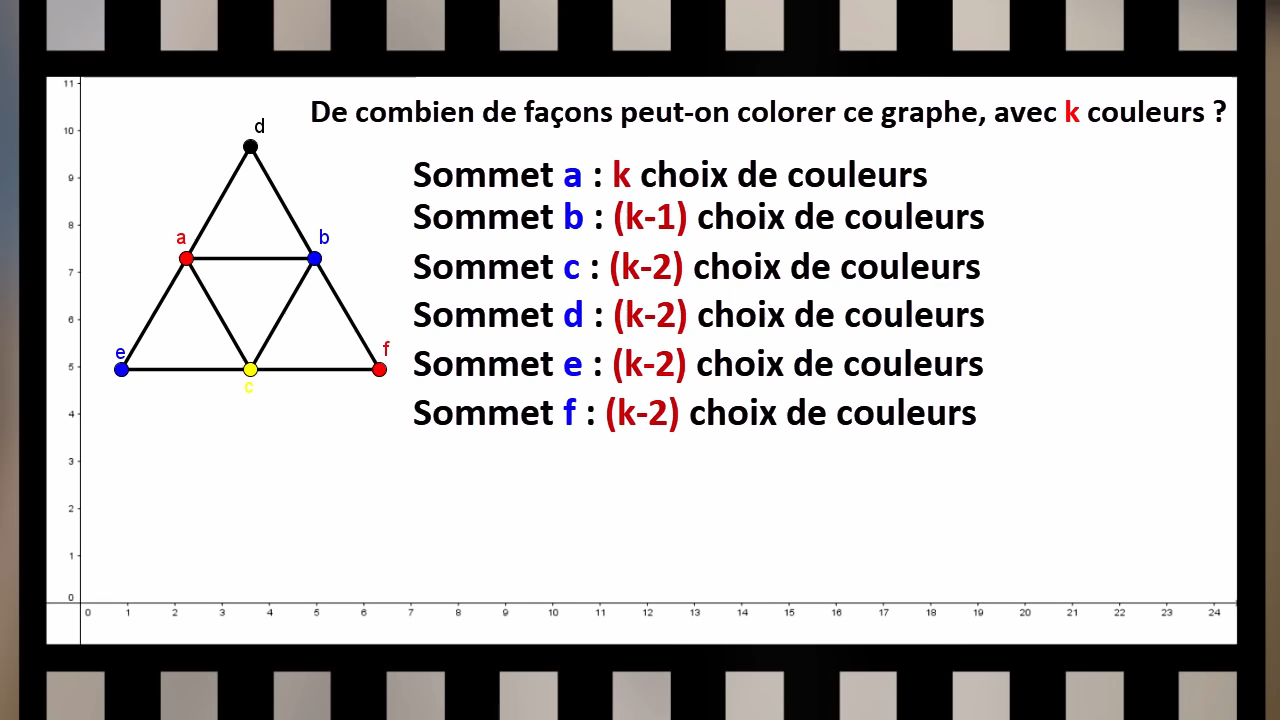 De combien de façons peut-on colorer ce graphe, avec k couleurs ?
d
a
b
e
c
f
Sommet a : k choix de couleurs
Sommet b : (k-1) choix de couleurs
Sommet c : (k-2) choix de couleurs
Sommet d : (k-2) choix de couleurs
Sommet e : (k-2) choix de couleurs
Sommet f : (k-2) choix de couleurs
11
10
9
8
7
6
5
4
3
2
1
0
0 1 2 3 4 5 6 7 8 9 10 11 12 13 14 15 16 17 18 19 20 21 22 23 24